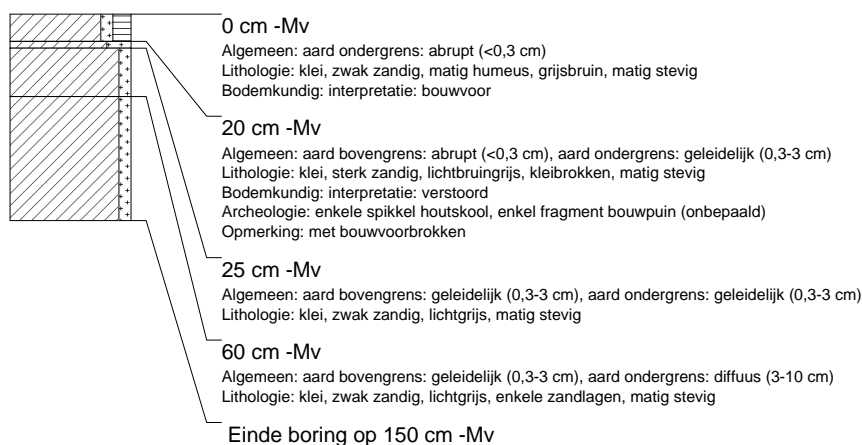 0 cm -Mv
Algemeen: aard ondergrens: abrupt (<0,3 cm)
Lithologie: klei, zwak zandig, matig humeus, grijsbruin, matig stevig
Bodemkundig: interpretatie: bouwvoor
20 cm -Mv
Algemeen: aard bovengrens: abrupt (<0,3 cm), aard ondergrens: geleidelijk (0,3-3 cm)
Lithologie: klei, sterk zandig, lichtbruingrijs, kleibrokken, matig stevig
Bodemkundig: interpretatie: verstoord
Archeologie: enkele spikkel houtskool, enkel fragment bouwpuin (onbepaald)
Opmerking: met bouwvoorbrokken
25 cm -Mv
Algemeen: aard bovengrens: geleidelijk (0,3-3 cm), aard ondergrens: geleidelijk (0,3-3 cm)
Lithologie: klei, zwak zandig, lichtgrijs, matig stevig
60 cm -Mv
Algemeen: aard bovengrens: geleidelijk (0,3-3 cm), aard ondergrens: diffuus (3-10 cm)
Lithologie: klei, zwak zandig, lichtgrijs, enkele zandlagen, matig stevig
Einde boring op 150 cm -Mv